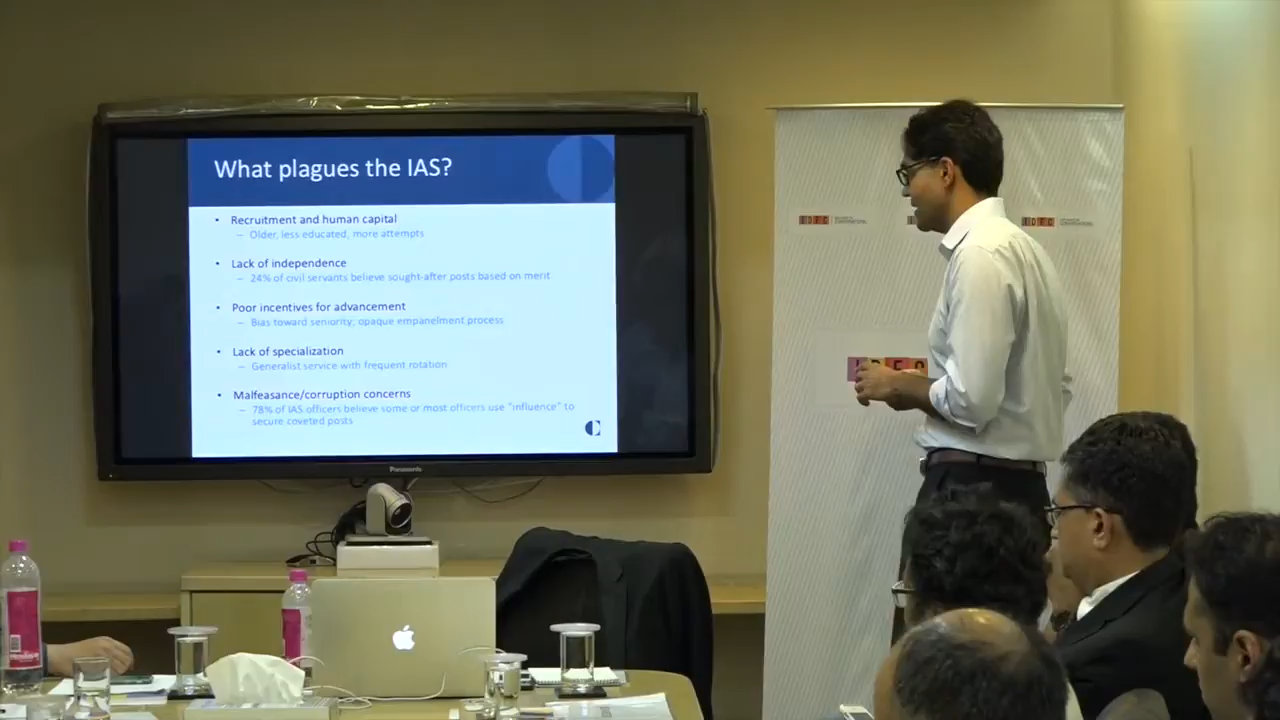 What plagues the IAS?
• Recruitment and human capital
– Older, less educated, more attempts
• Lack of independence
– 24% of civil servants believe sought-after posts based on merit
• Poor incentives for advancement
– Bias toward seniority; opaque empanelment process
• Lack of specialization
– Generalist service with frequent rotation
• Malfeasance/corruption concerns
– 78% of IAS officers believe some or most officers use "influence" to
secure coveted posts
Panasonic
IDFC
IDFC